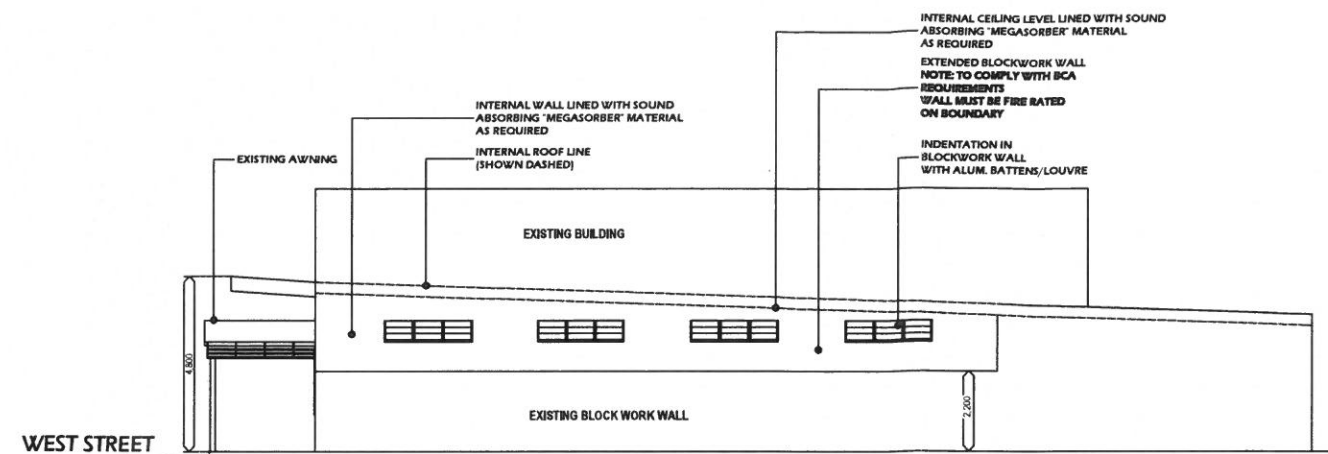 INTERNAL CEILING LEVEL LINED WITH SOUND
ABSORBING "MEGASORBER" MATERIAL
AS REQUIRED
EXTENDED BLOCKWORK WALL
NOTE: TO COMPLY WITH BCA
REQUIREMENTS
WALL MUST BE FIRE RATED
ON BOUNDARY
INTERNAL WALL LINED WITH SOUND
ABSORBING "MEGASORBER" MATERIAL
AS REQUIRED
INTERNAL ROOF LINE
(SHOWN DASHED)
EXISTING AWNING
INDENTATION IN
BLOCKWORK WALL
WITH ALUM. BATTENS/LOUVRE
EXISTING BUILDING
4,800
2,200
EXISTING BLOCK WORK WALL
WEST STREET